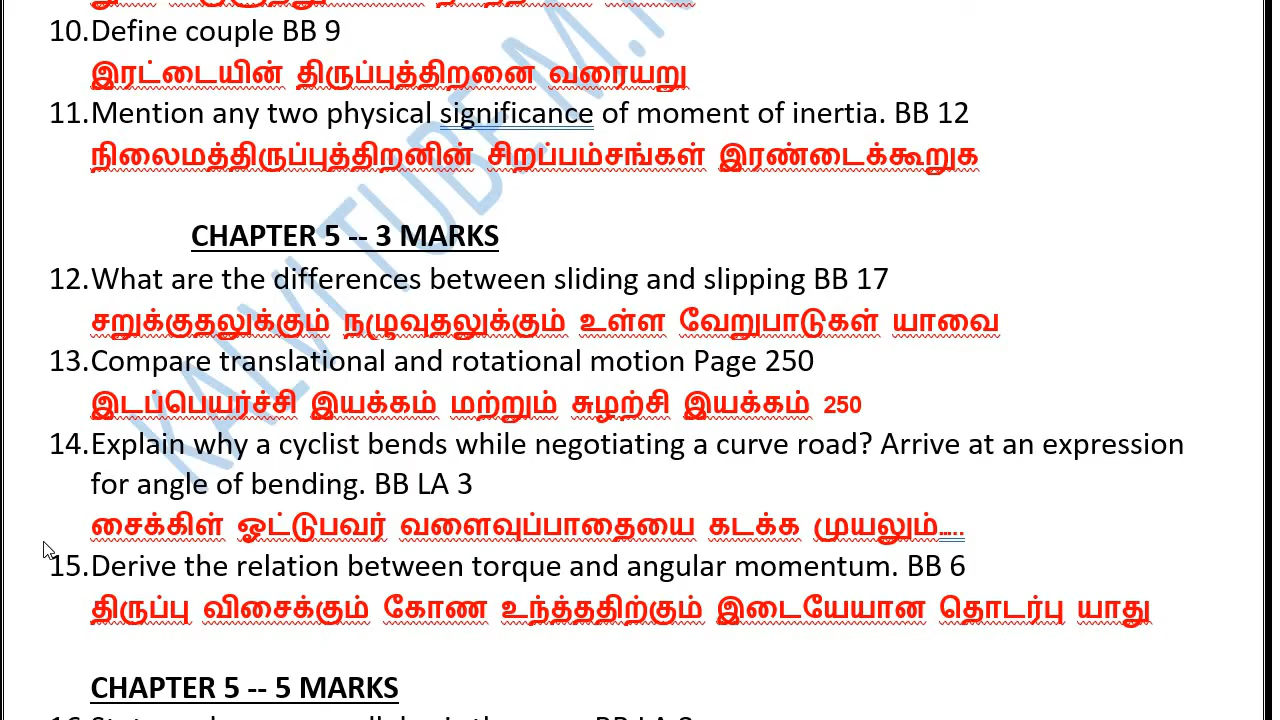 10.Define couple BB 9
இரட்டையின் திருப்புத்திறனை வரையறு
11.Mention any two physical significance of moment of inertia. BB 12
நிலைமத்திருப்புத்திறனின் சிறப்பம்சங்கள் இரண்டைக்கூறுக
CHAPTER 5 -- 3 MARKS
12.What are the differences between sliding and slipping BB 17
சறுக்குதலுக்கும் நழுவுதலுக்கும் உள்ள வேறுபாடுகள் யாவை
13.Compare translational and rotational motion Page 250
இடப்பெயர்ச்சி இயக்கம் மற்றும் சுழற்சி இயக்கம் 250
14.Explain why a cyclist bends while negotiating a curve road? Arrive at an expression
for angle of bending. BB LA 3
சைக்கிள் ஓட்டுபவர் வளைவுப்பாதையை கடக்க முயலும்…..
15.Derive the relation between torque and angular momentum. BB 6
திருப்பு விசைக்கும் கோண உந்த்ததிற்கும் இடையேயான தொடர்பு யாது
CHAPTER 5 -- 5 MARKS
KALVI TUBE M.